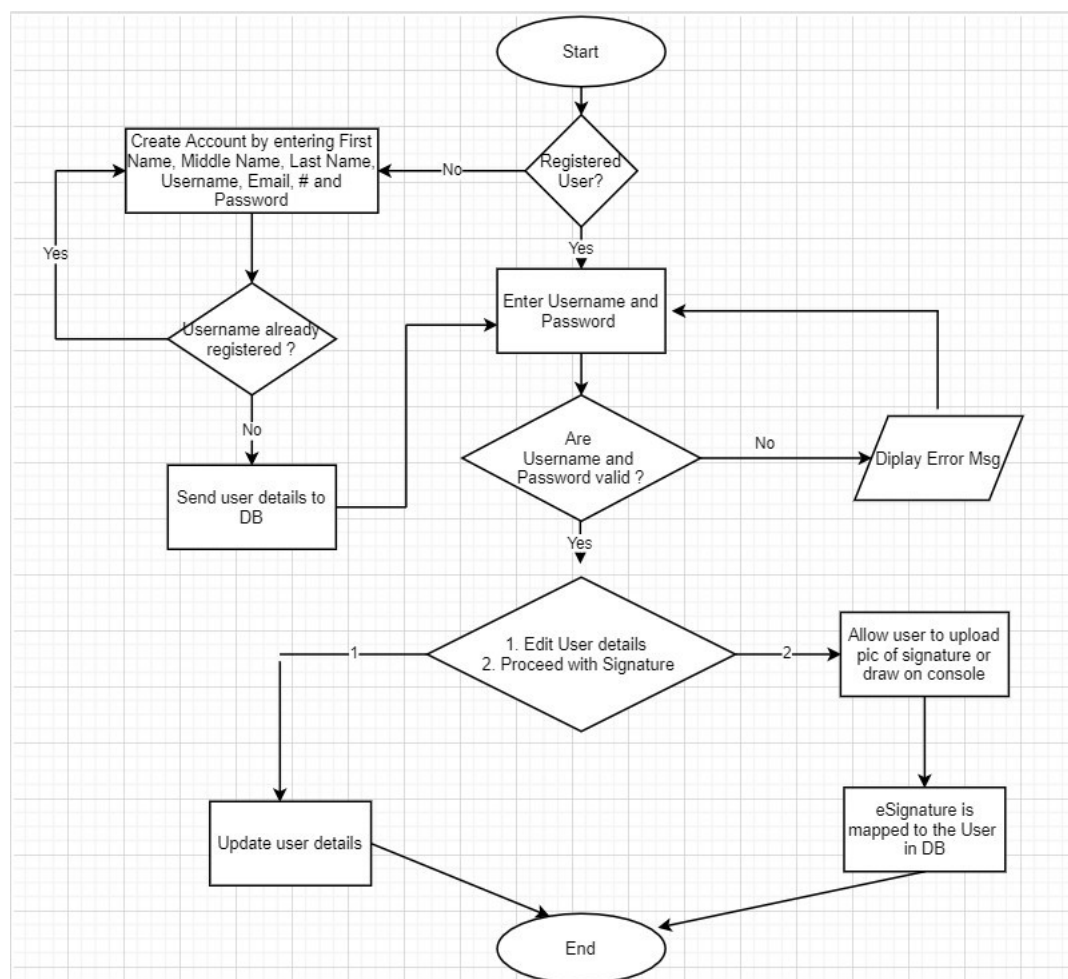 Start
Registered
User?
No
Create Account by entering First
Name, Middle Name, Last Name,
Username, Email, # and
Password
Yes
Yes
Username already
registered ?
Enter Username and
Password
No
Send user details to
DB
Are
Username and
Password valid ?
No
Diplay Error Msg
Yes
1. Edit User details
2. Proceed with Signature
1
2
Allow user to upload
pic of signature or
draw on console
Update user details
eSignature is
mapped to the User
in DB
End